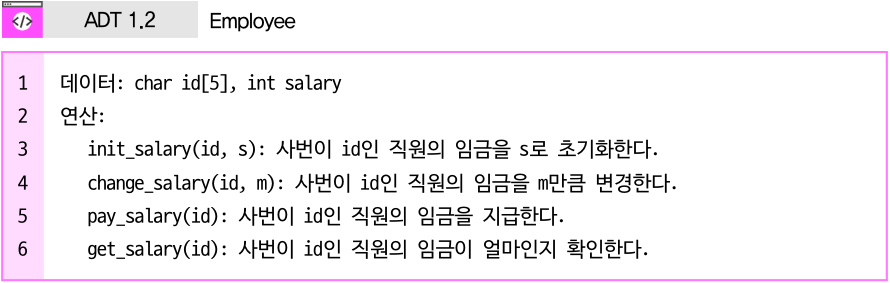 </>
ADT 1.2 Employee
1 데이터: char id[5], int salary
2 연산:
3 init_salary(id, s): 사번이 id인 직원의 임금을 s로 초기화한다.
4 change_salary(id, m): 사번이 id인 직원의 임금을 m만큼 변경한다.
5 pay_salary(id): 사번이 id인 직원의 임금을 지급한다.
6 get_salary(id): 사번이 id인 직원의 임금이 얼마인지 확인한다.